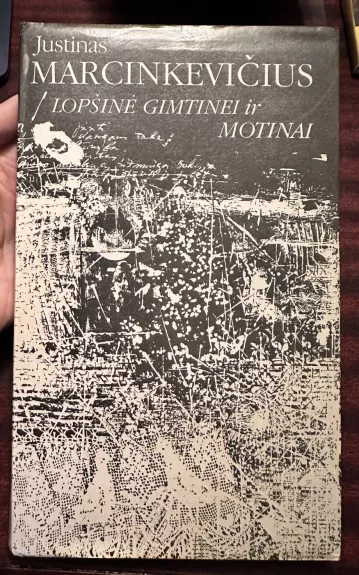 Justinas
MARCINKEVIČIUS
LOPŠINĖ GIMTINEI ir
MOTINAI